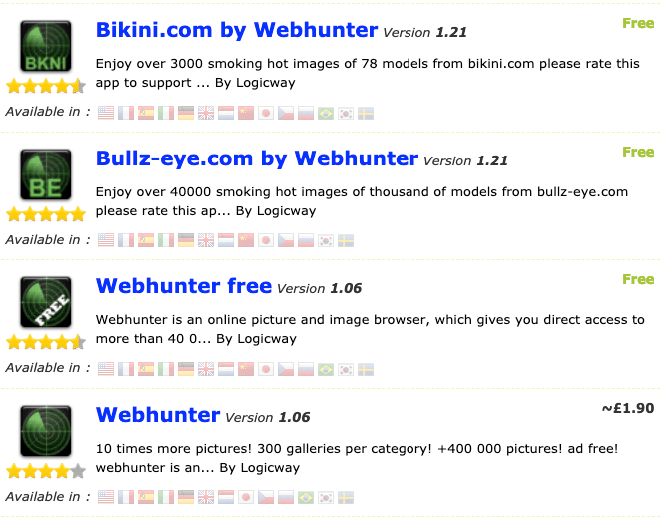 Bikini.com by Webhunter Version 1.21 Free
BKNI
Enjoy over 3000 smoking hot images of 78 models from bikini.com please rate this
app to support ... By Logicway
Available in :
Bullz-eye.com by Webhunter Version 1.21 Free
BE
Enjoy over 40000 smoking hot images of thousand of models from bullz-eye.com
please rate this ap... By Logicway
Available in :
Webhunter free Version 1.06 Free
FREE
Webhunter is an online picture and image browser, which gives you direct access to
more than 40 0... By Logicway
Available in :
Webhunter Version 1.06 ~£1.90
10 times more pictures! 300 galleries per category! +400 000 pictures! ad free!
webhunter is an... By Logicway
Available in :